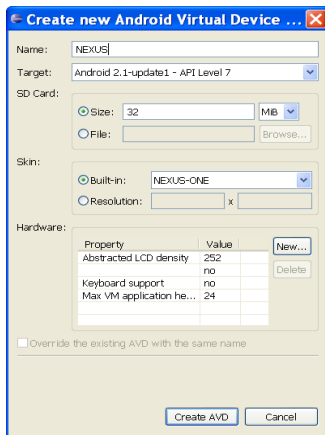 Create new Android Virtual Device ...
Name: NEXUS
Target: Android 2.1-update1 - API Level 7
SD Card:
Size: 32 MiB
File: Browse...
Skin:
Built-in: NEXUS-ONE
Resolution: x
Hardware:
Property Value New...
Abstracted LCD density 252
no Delete
Keyboard support no
Max VM application he... 24
Override the existing AVD with the same name
Create AVD Cancel